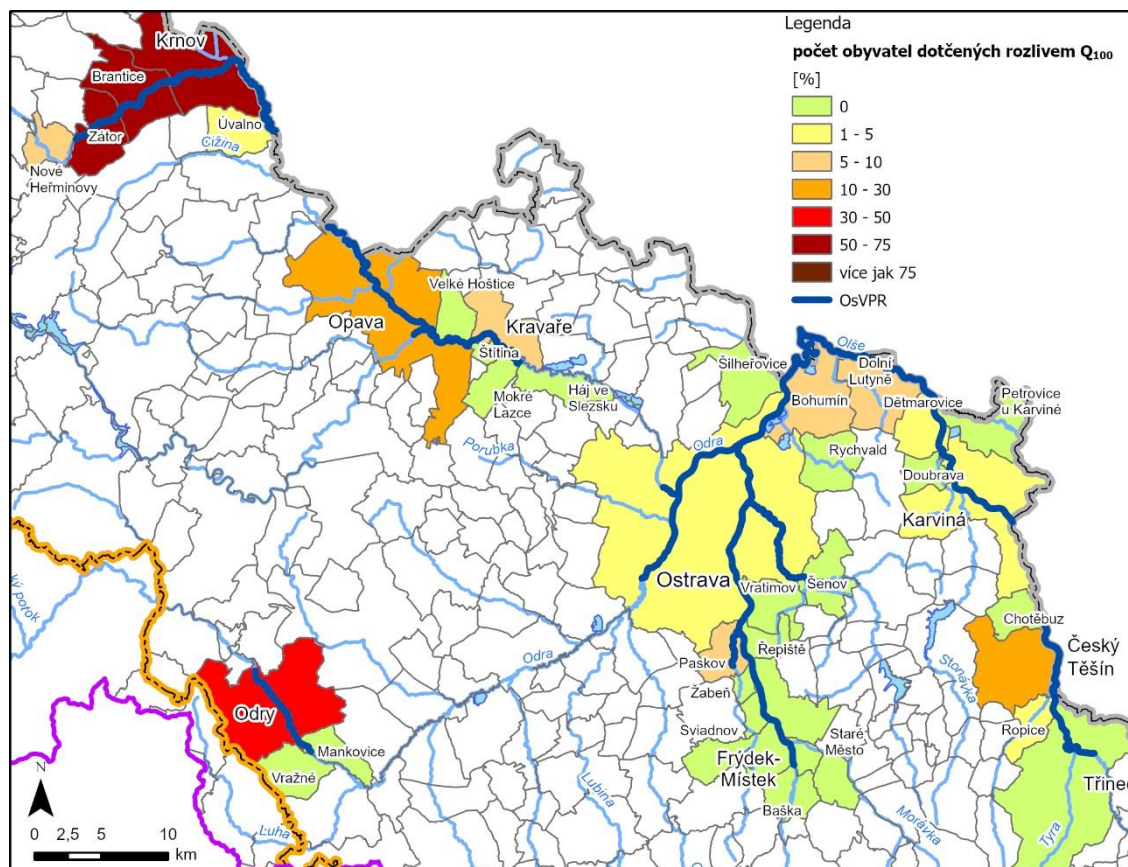 Legenda
počet obyvatel dotčených rozlivem Q₁₀₀
[%]
0
1 - 5
5 - 10
10 - 30
30 - 50
50 - 75
více jak 75
OsVPR
Krnov
Brantice
Zátor
Úvalno
Čižina
Nové
Heřminovy
Velké Hoštice
Opava
Kravaře
Štítina
Mokré
Lazce
Háj ve
Slezsku
Šilheřovice
Olše
Dolní
Lutyně
Bohumín
Dětmarovice
Petrovice
u Karviné
Porubka
Odra
Rychvald
Doubrava
Karviná
Ostrava
Vratimov
Šenov
Chotěbuz
ký potok
Odra
Řepiště
Paskov
Žabeň
Stonávka
Český
Těšín
Odry
Mankovice
Vražné
Sviadnov
Staré
Město
Ropice
Frýdek-
Místek
Třinec
Baška
Lubina
Morávka
Tyra
Luha
N
0 2,5 5 10
km